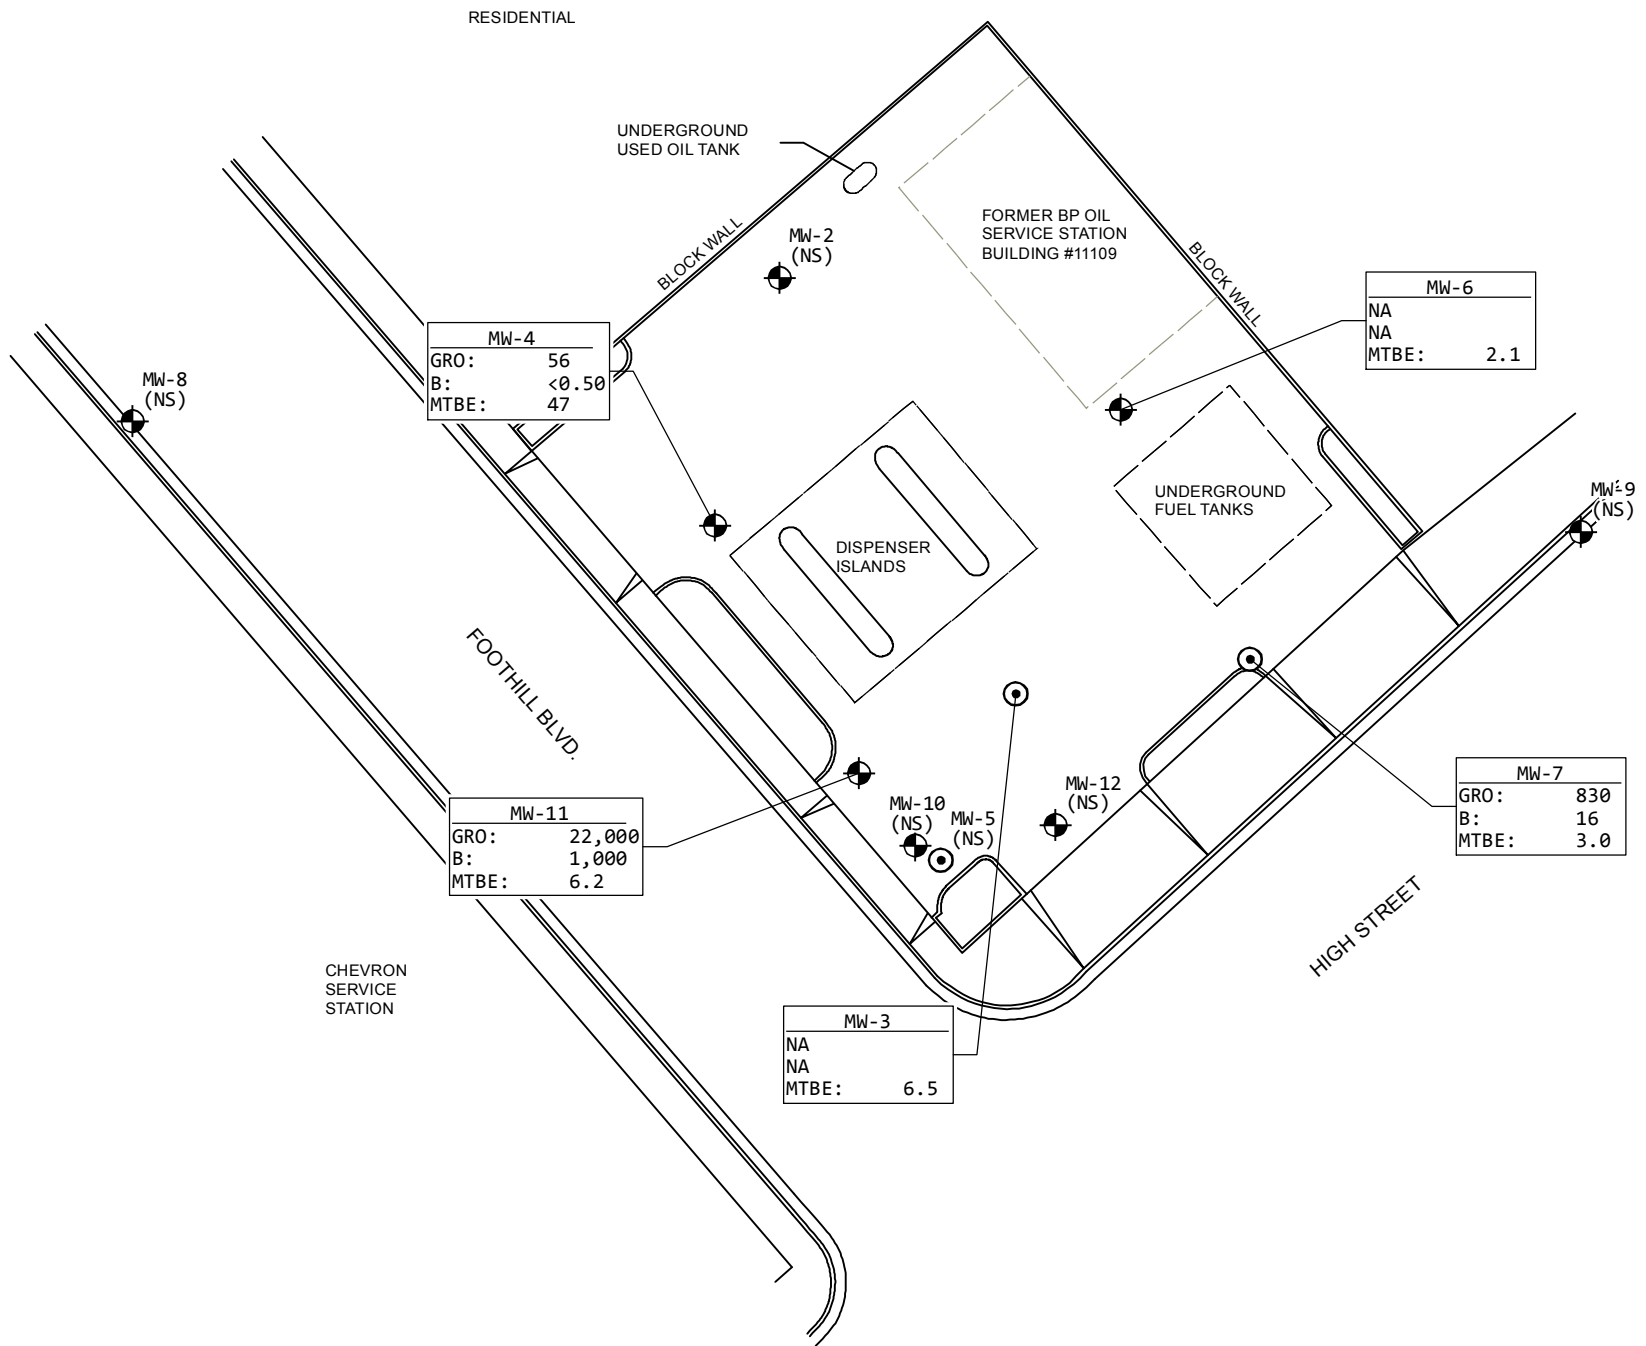 RESIDENTIAL
UNDERGROUND
USED OIL TANK
BLOCK WALL
MW-2
(NS)
FORMER BP OIL
SERVICE STATION
BUILDING #11109
BLOCK WALL
MW-6
NA
NA
MTBE: 2.1
MW-4
GRO: 56
B: <0.50
MTBE: 47
MW-8
(NS)
UNDERGROUND
FUEL TANKS
MW-9
(NS)
DISPENSER
ISLANDS
FOOTHILL BLVD.
MW-11
GRO: 22,000
B: 1,000
MTBE: 6.2
MW-10
(NS)
MW-5
(NS)
MW-12
(NS)
MW-7
GRO: 830
B: 16
MTBE: 3.0
HIGH STREET
CHEVRON
SERVICE
STATION
MW-3
NA
NA
MTBE: 6.5